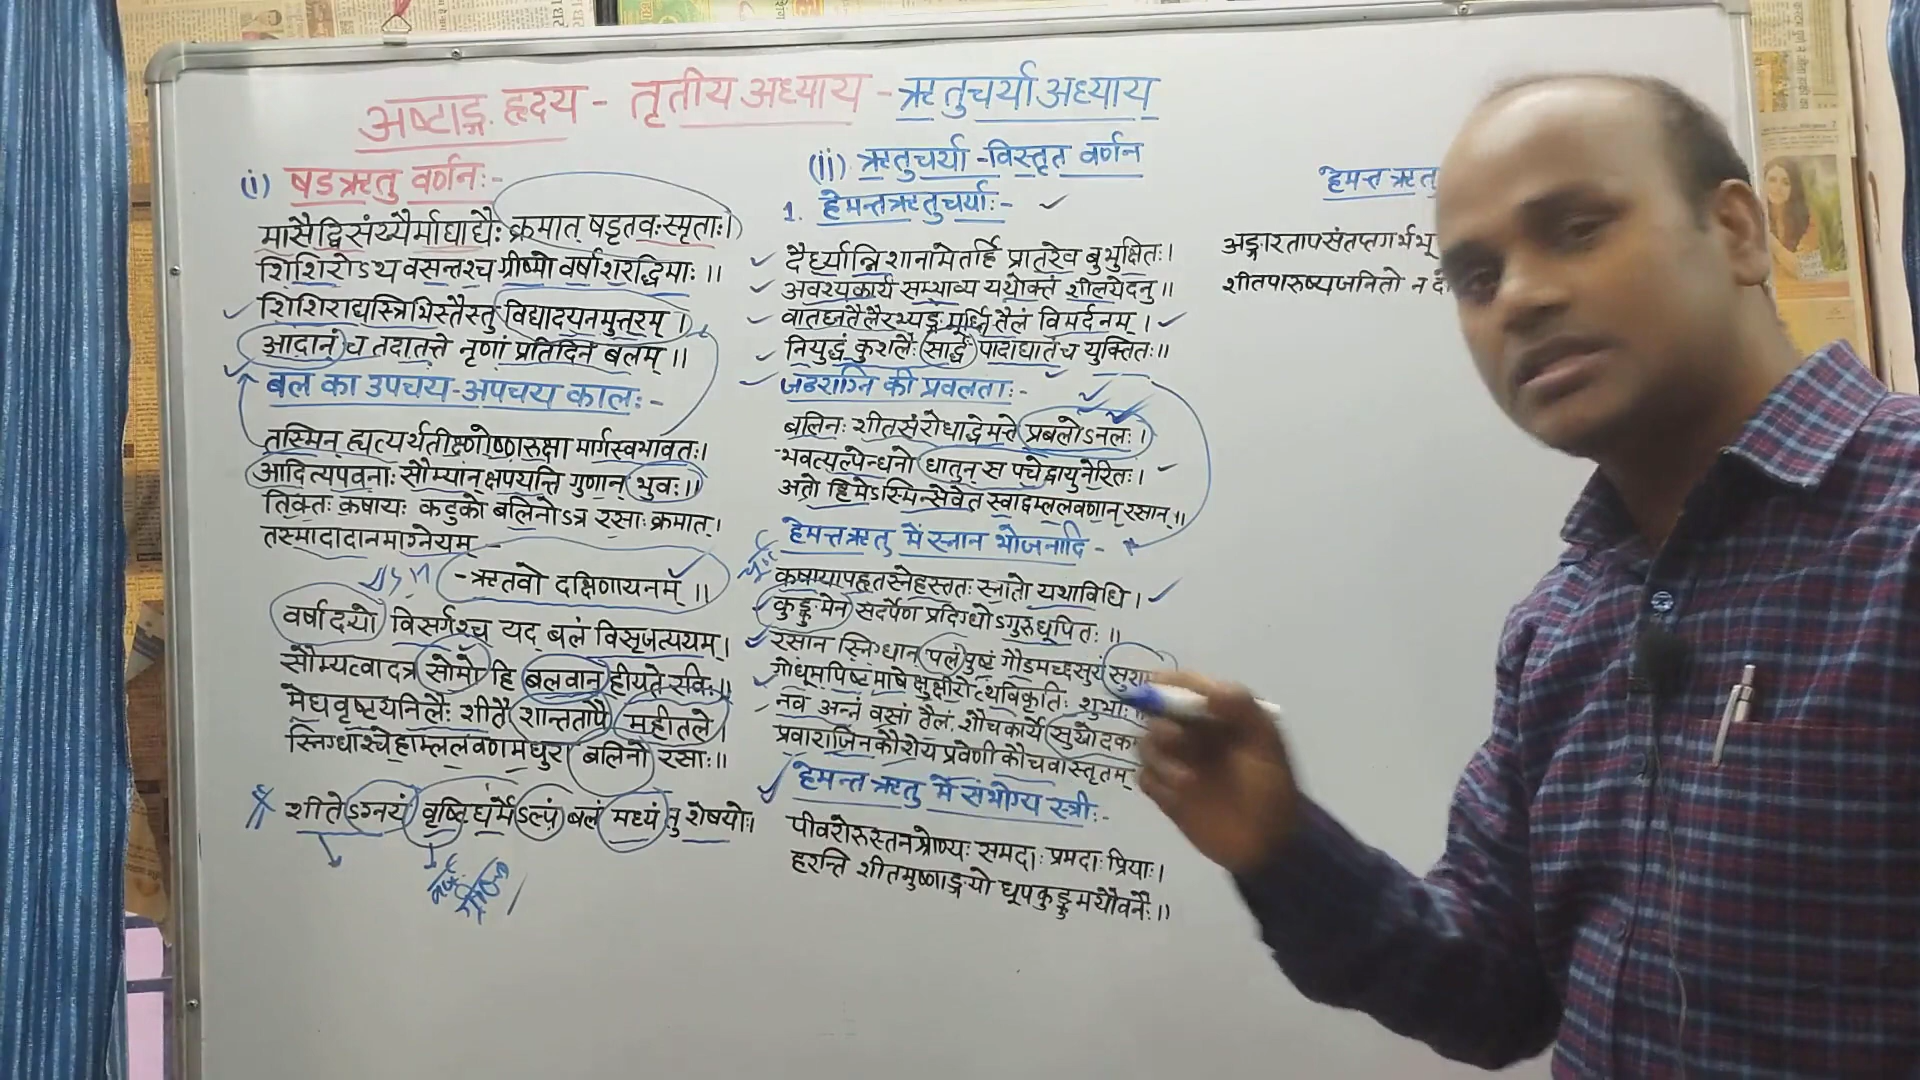 अष्टाङ्ग हृदय - तृतीय अध्याय - ऋतुचर्या अध्याय
(i) षडऋतु वर्णनः-
मासैर्द्विसंख्यैर्माघाद्यैः क्रमात् षडृतवःस्मृताः।
शिशिरोऽथ वसन्तश्च ग्रीष्मो वर्षाशरद्धिमाः।।
शिशिराद्यस्त्रिभिस्तैस्तु विद्यादयनमुत्तरम्।
आदानं च तदातत्ते नृणां प्रतिदिनं बलम्।।
बल का उपचय-अपचय कालः-
तस्मिन् ह्यत्यर्थतीक्ष्णोष्णरुक्षा मार्गस्वभावतः।
आदित्यपवनाः सौम्यान् क्षपयन्ति गुणान् भुवः।।
तिक्तः कषायः कटुको बलिनोऽत्र रसाः क्रमात्।
तस्मादादानमाग्नेयम्
-ऋतवो दक्षिणायनम्।।
वर्षादयो विसर्गश्च यद् बलं विसृजत्ययम्।
सौम्यत्वादत्र सोमो हि बलवान् हीयते रविः।।
मेघवृष्ट्यनिलैः शीतैः शान्ततापे महीतले।
स्निग्धाश्चेहाम्ललवणमधुरा बलिनो रसाः।।
शीतेऽग्नयं वृष्टिधर्मेऽल्पं बलं मध्यं तु शेषयोः।
(ii) ऋतुचर्या -विस्तृत वर्णन
1. हेमन्तऋतुचर्याः-
दैर्ध्यान्निशानामेतर्हि प्रातरेव बुभुक्षितः।
अवश्यकार्यं सम्भाव्य यथोक्तं शीलयेदनु।।
वातघ्नतैलैरभ्यङ्गं मूर्ध्नि तैलं विमर्दनम्।
नियुद्धं कुशलैः सार्द्धं पादाघातं च युक्तितः।।
जठराग्नि की प्रबलताः-
बलिनः शीतसंरोधाद्धेमन्ते प्रबलोऽनलः।
भवत्यल्पेन्धनो धातून् स पचेद्वायुनेरितः।
अतो हिमेऽस्मिन्सेवेत स्वाद्वम्ललवणान् रसान्।।
हेमन्तऋतु में स्नान भोजनादि-
कषायापहृतस्नेहस्ततः स्नातो यथाविधि।
कुङ्कुमेन सदर्पेण प्रदिग्धोऽगुरुधूपितः।।
रसान स्निग्धान् पलं पुष्टं गौडमच्छसुरां सुराम
गोधूमपिष्टमाषेक्षुक्षीरोत्थविकृतिः शुभाः।।
नवं अन्नं वसां तैलं शौचकार्ये सुखोदकम
प्रवाराजिनकौशेय प्रवेणीकौचवास्तृतम्
हेमन्त ऋतु में संभोग्य स्त्रीः-
पीवरोरूस्तनश्रोण्यः समदाः प्रमदाः प्रियाः।
हरन्ति शीतमुष्णाङ्गयो धूपकुङ्कुमयौवनैः।।
हेमन्त ऋतु
अङ्गारतापसंतप्तगर्भभू
शीतपारुष्यजनितो न दो